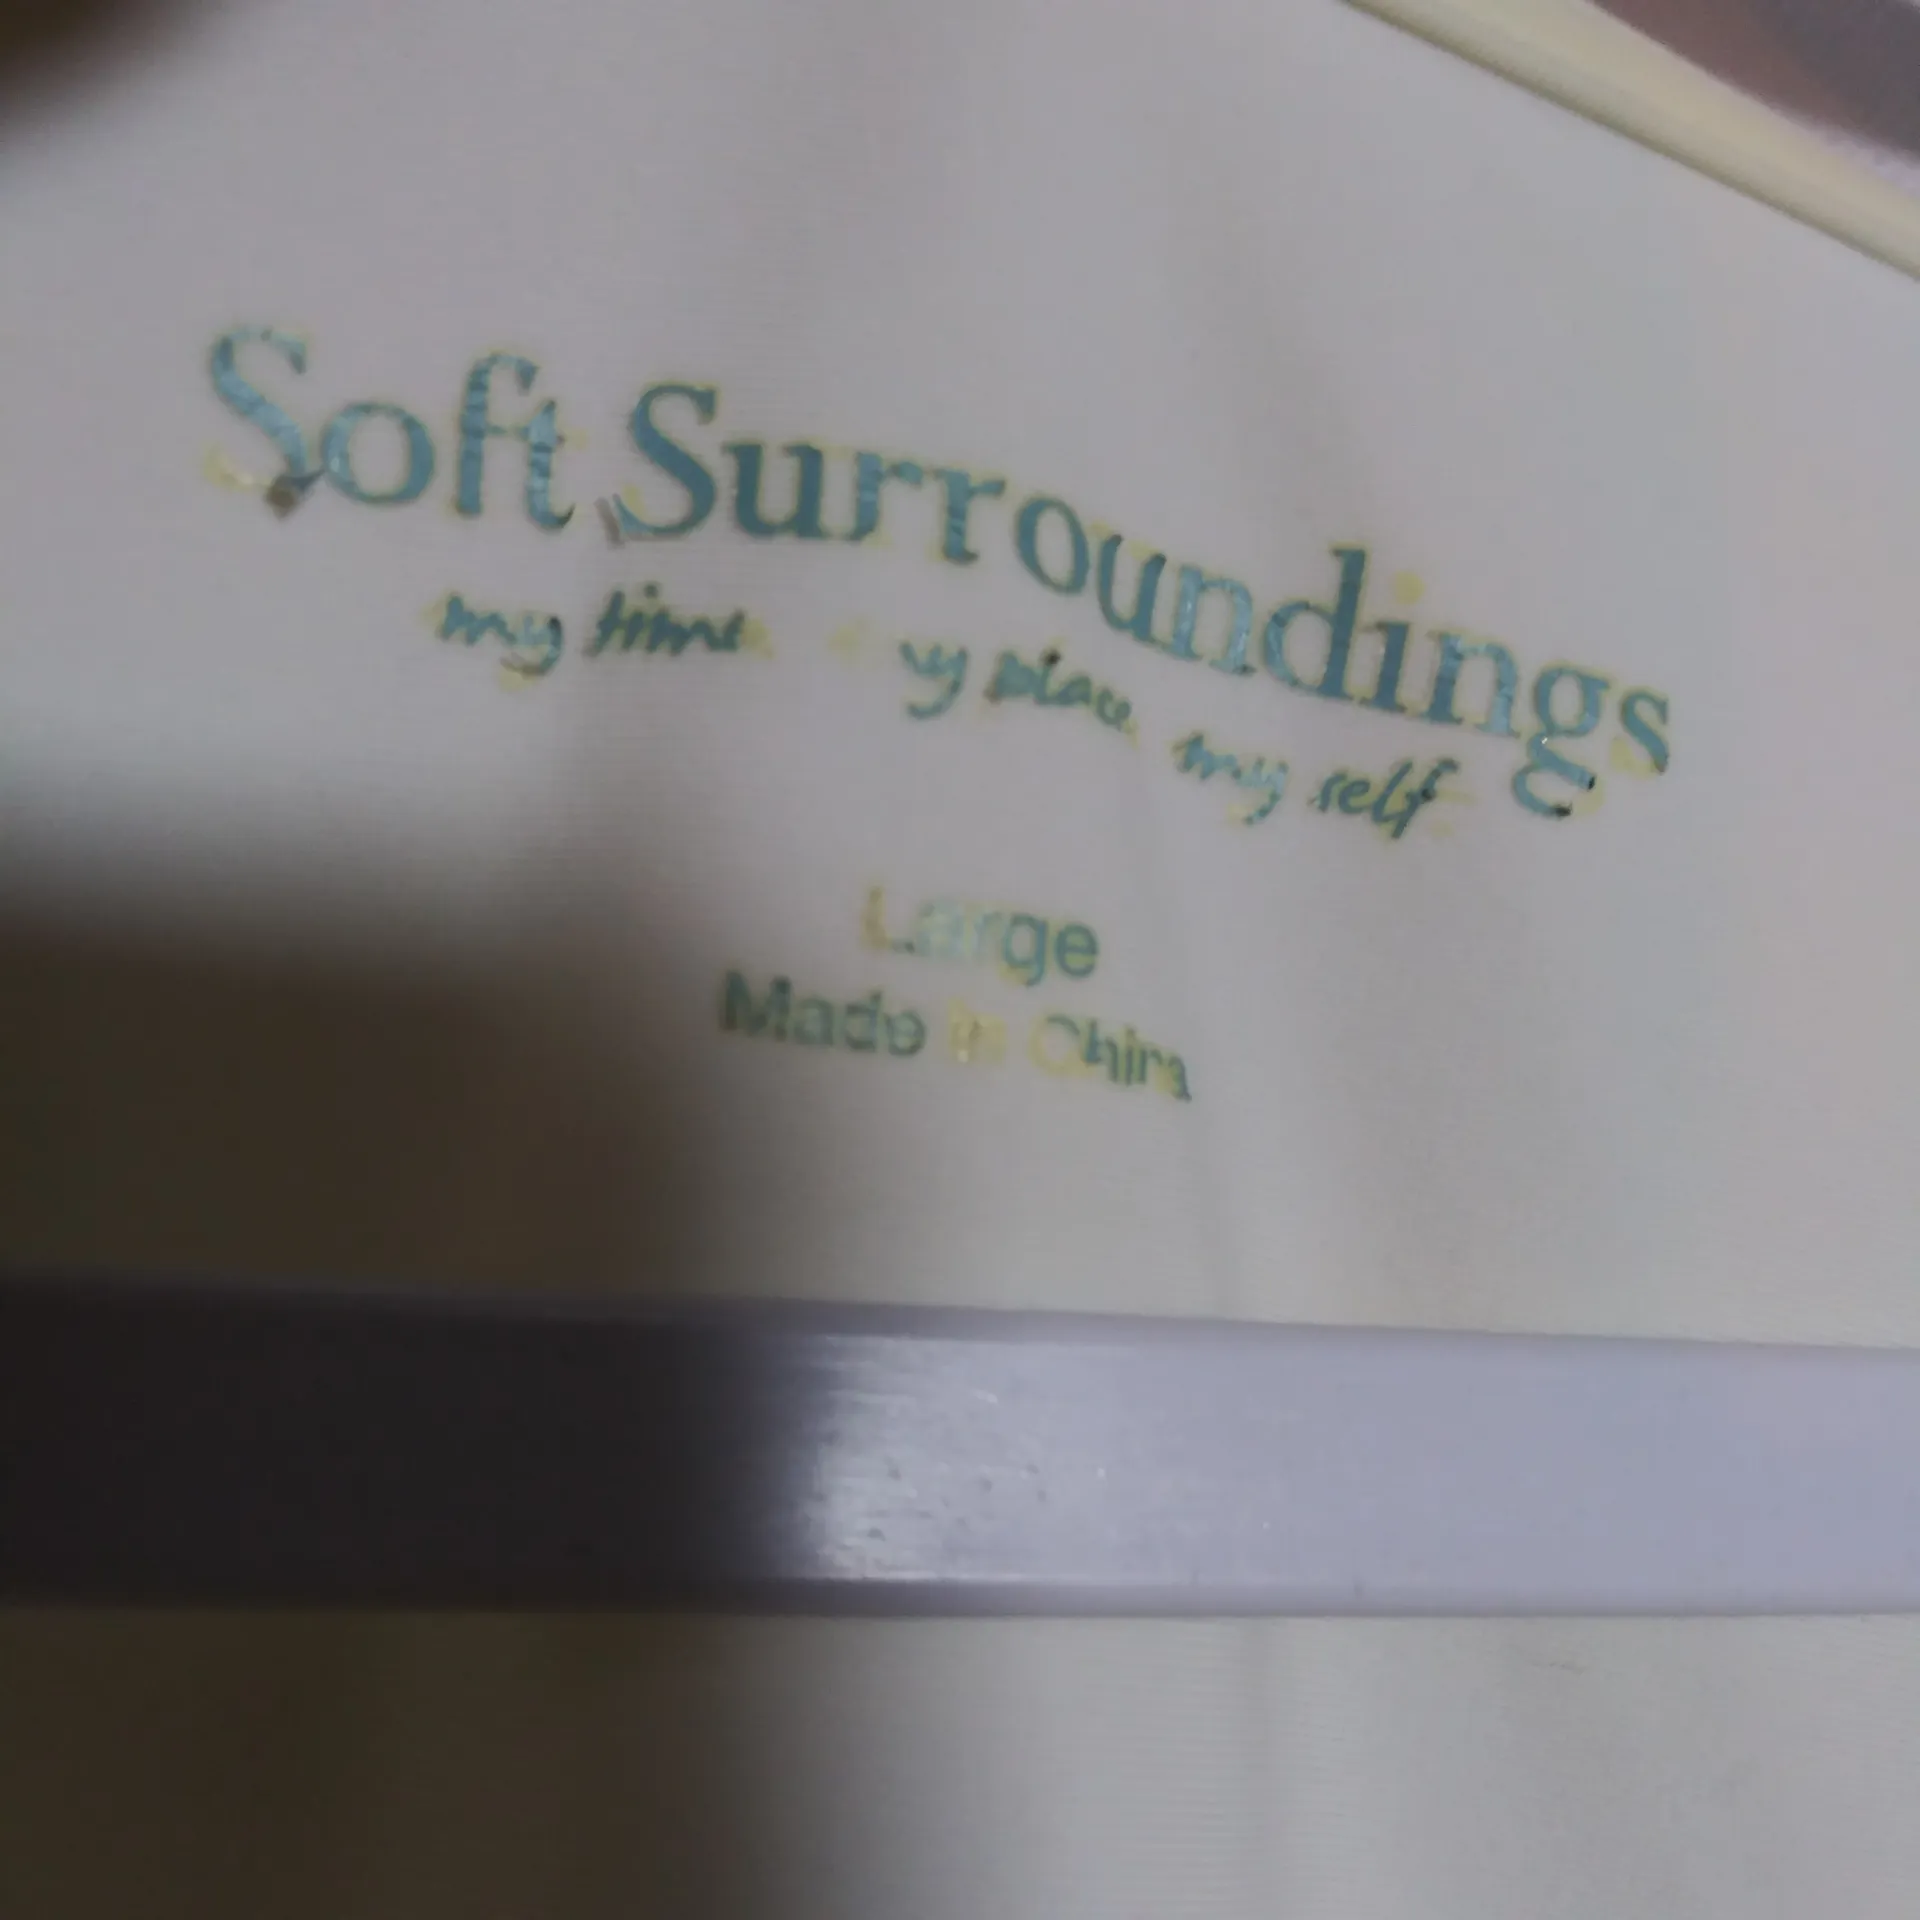 Soft Surroundings
my time my place my self
Large
Made in China